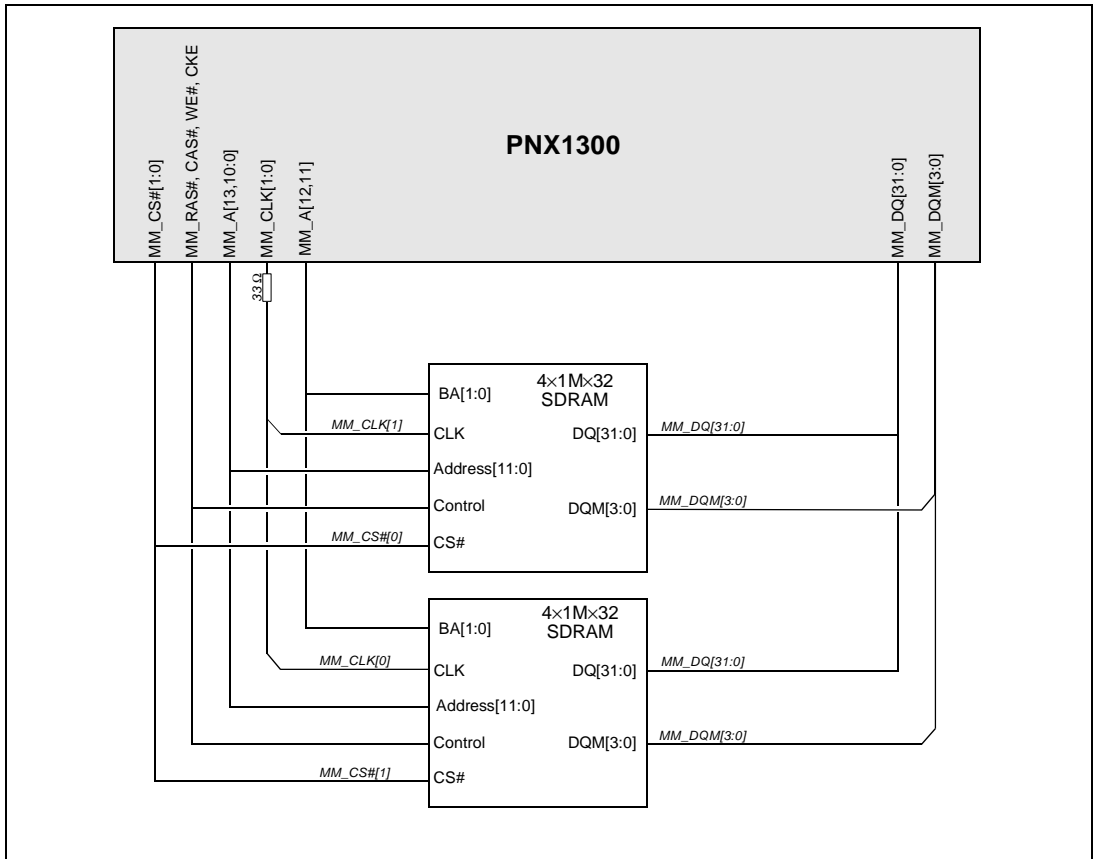 PNX1300
MM_CS#[1:0]
MM_RAS#, CAS#, WE#, CKE
MM_A[13,10:0]
MM_CLK[1:0]
MM_A[12,11]
MM_DQ[31:0]
MM_DQM[3:0]
33 Ω
4×1M×32
SDRAM
BA[1:0]
MM_CLK[1]
CLK
DQ[31:0]
MM_DQ[31:0]
Address[11:0]
Control
DQM[3:0]
MM_DQM[3:0]
MM_CS#[0]
CS#
4×1M×32
SDRAM
BA[1:0]
MM_CLK[0]
CLK
DQ[31:0]
MM_DQ[31:0]
Address[11:0]
Control
DQM[3:0]
MM_DQM[3:0]
MM_CS#[1]
CS#